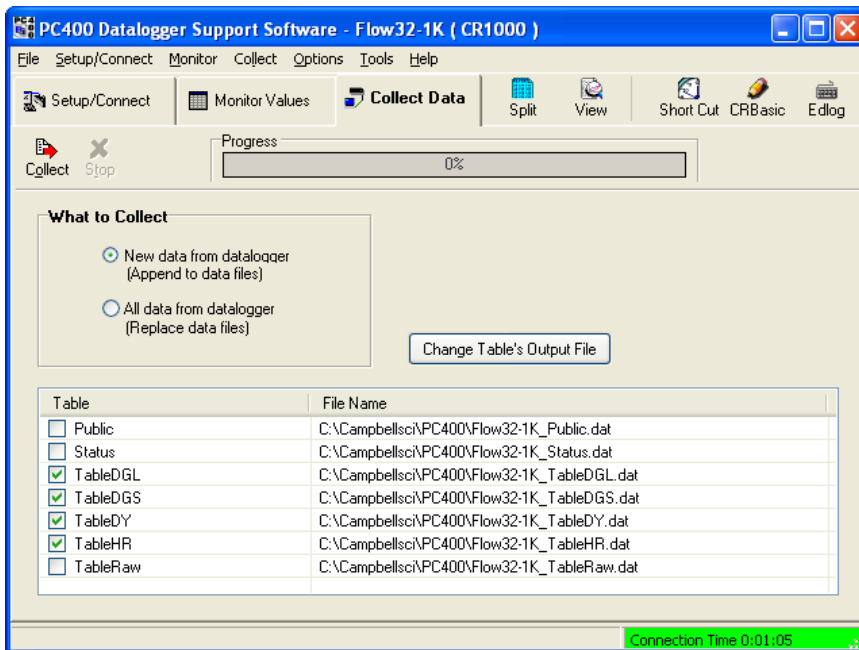 PC400 Datalogger Support Software - Flow32-1K ( CR1000 )
File Setup/Connect Monitor Collect Options Tools Help
Setup/Connect Monitor Values Collect Data Split View Short Cut CRBasic Edlog
Collect Stop Progress 0%
What to Collect
New data from datalogger
(Append to data files)
All data from datalogger
(Replace data files)
Change Table's Output File
Table File Name
Public C:\Campbellsci\PC400\Flow32-1K_Public.dat
Status C:\Campbellsci\PC400\Flow32-1K_Status.dat
TableDGL C:\Campbellsci\PC400\Flow32-1K_TableDGL.dat
TableDGS C:\Campbellsci\PC400\Flow32-1K_TableDGS.dat
TableDY C:\Campbellsci\PC400\Flow32-1K_TableDY.dat
TableHR C:\Campbellsci\PC400\Flow32-1K_TableHR.dat
TableRaw C:\Campbellsci\PC400\Flow32-1K_TableRaw.dat
Connection Time 0:01:05